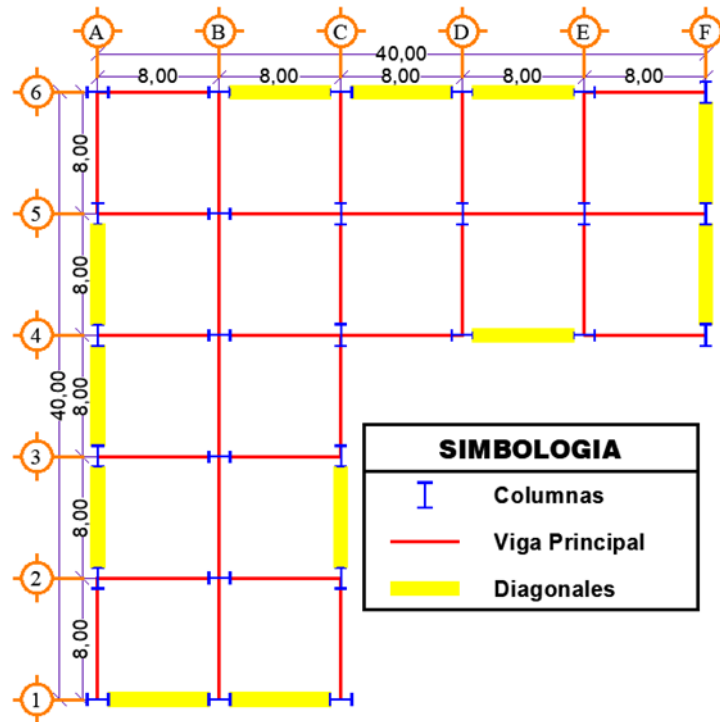 A B C D E F
40,00
8,00 8,00 8,00 8,00 8,00
6
8,00
5
8,00
4
40,00
8,00
3
8,00
2
8,00
1
SIMBOLOGIA
Columnas
Viga Principal
Diagonales